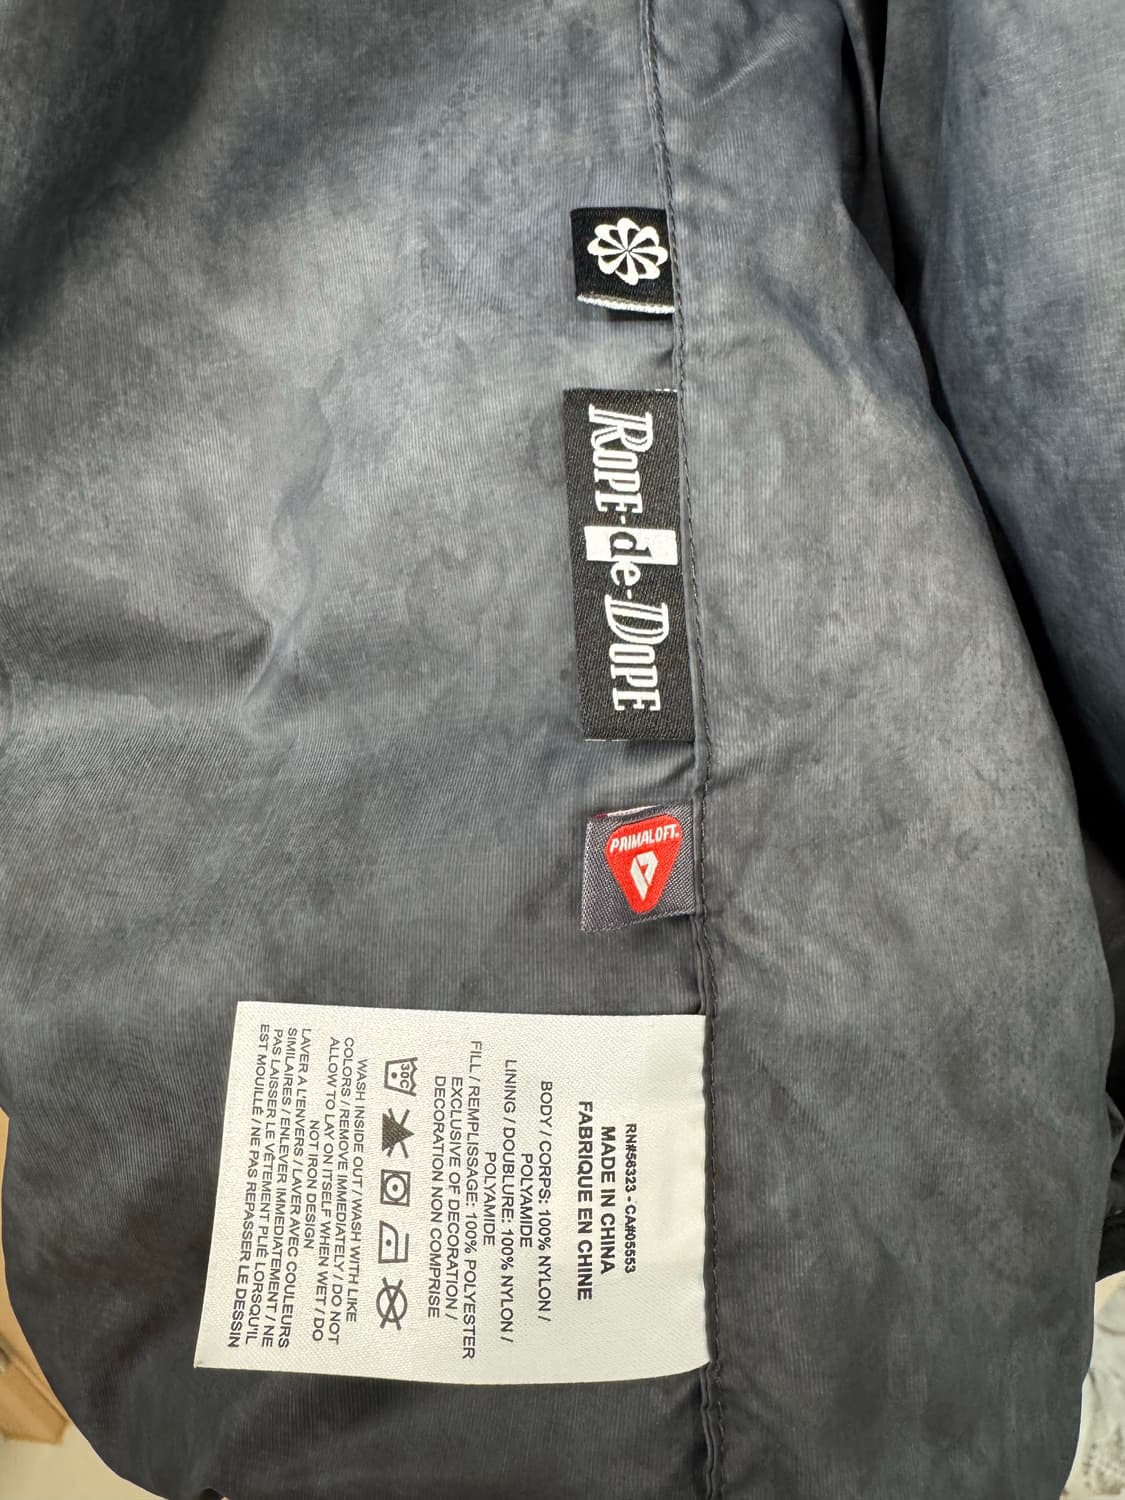 ROPE-de-DOPE
PRIMALOFT.
RN#56323 - CA#05553
MADE IN CHINA
FABRIQUE EN CHINE
BODY / CORPS: 100% NYLON /
POLYAMIDE
LINING / DOUBLURE: 100% NYLON /
POLYAMIDE
FILL / REMPLISSAGE: 100% POLYESTER
EXCLUSIVE OF DECORATION /
DECORATION NON COMPRISE
30C
WASH INSIDE OUT / WASH WITH LIKE
COLORS / REMOVE IMMEDIATELY / DO NOT
ALLOW TO LAY ON ITSELF WHEN WET / DO
NOT IRON DESIGN
LAVER A L'ENVERS / LAVER AVEC COULEURS
SIMILAIRES / ENLEVER IMMEDIATEMENT / NE
PAS LAISSER LE VÊTEMENT PLIÉ LORSQU'IL
EST MOUILLÉ / NE PAS REPASSER LE DESSIN